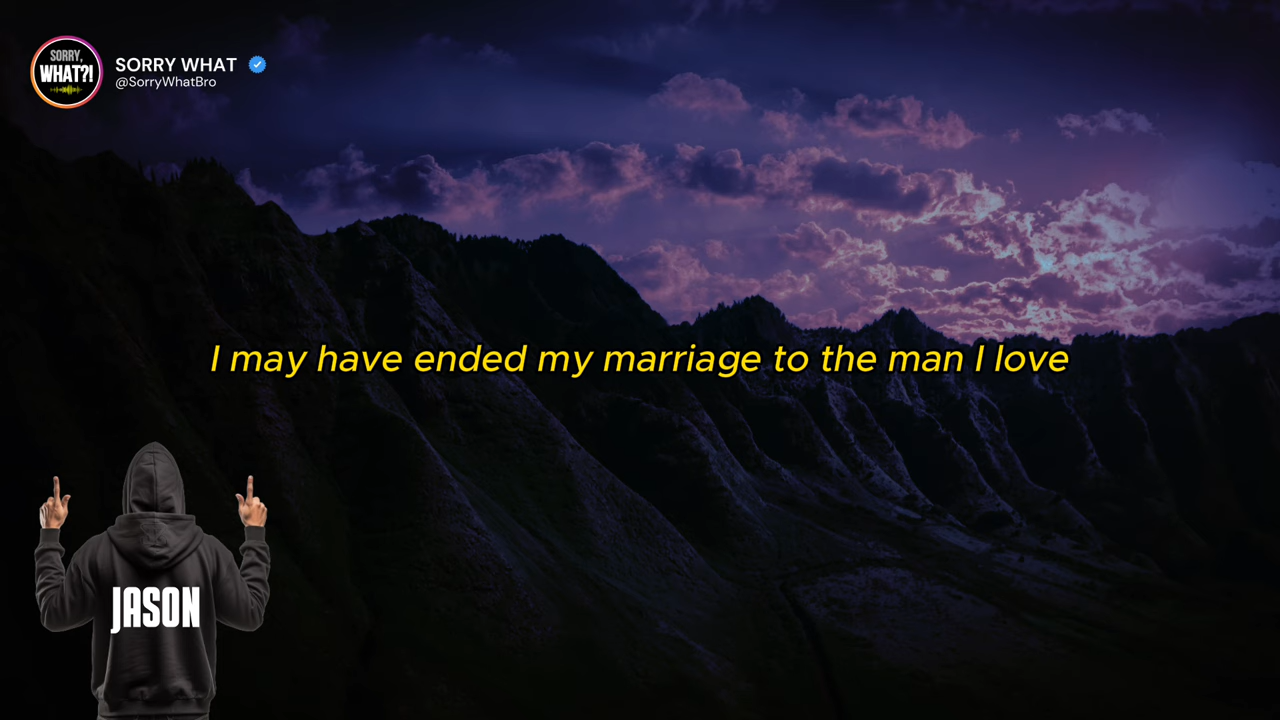 SORRY,
WHAT?!
SORRY WHAT
@SorryWhatBro
I may have ended my marriage to the man I love
JASON